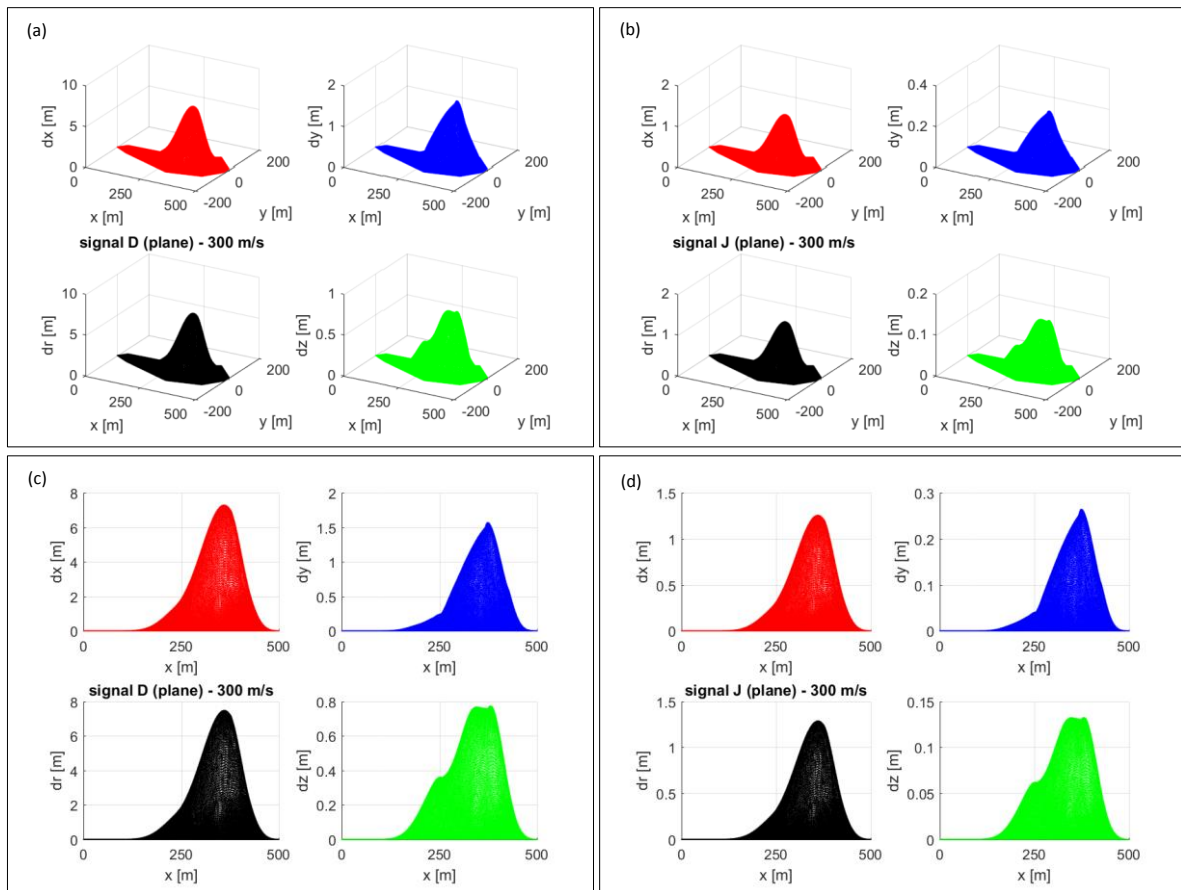 (a)
10
5
0
dx [m]
0
250
500
x [m]
-200
0
200
y [m]
2
1
0
dy [m]
0
250
500
x [m]
-200
0
200
y [m]
signal D (plane) - 300 m/s
10
5
0
dr [m]
0
250
500
x [m]
-200
0
200
y [m]
1
0.5
0
dz [m]
0
250
500
x [m]
-200
0
200
y [m]
(b)
2
1
0
dx [m]
0
250
500
x [m]
-200
0
200
y [m]
0.4
0.2
0
dy [m]
0
250
500
x [m]
-200
0
200
y [m]
signal J (plane) - 300 m/s
2
1
0
dr [m]
0
250
500
x [m]
-200
0
200
y [m]
0.2
0.1
0
dz [m]
0
250
500
x [m]
-200
0
200
y [m]
(c)
8
6
4
2
0
dx [m]
0
250
500
x [m]
2
1.5
1
0.5
0
dy [m]
0
250
500
x [m]
signal D (plane) - 300 m/s
8
6
4
2
0
dr [m]
0
250
500
x [m]
0.8
0.6
0.4
0.2
0
dz [m]
0
250
500
x [m]
(d)
1.5
1
0.5
0
dx [m]
0
250
500
x [m]
0.3
0.2
0.1
0
dy [m]
0
250
500
x [m]
signal J (plane) - 300 m/s
1.5
1
0.5
0
dr [m]
0
250
500
x [m]
0.15
0.1
0.05
0
dz [m]
0
250
500
x [m]